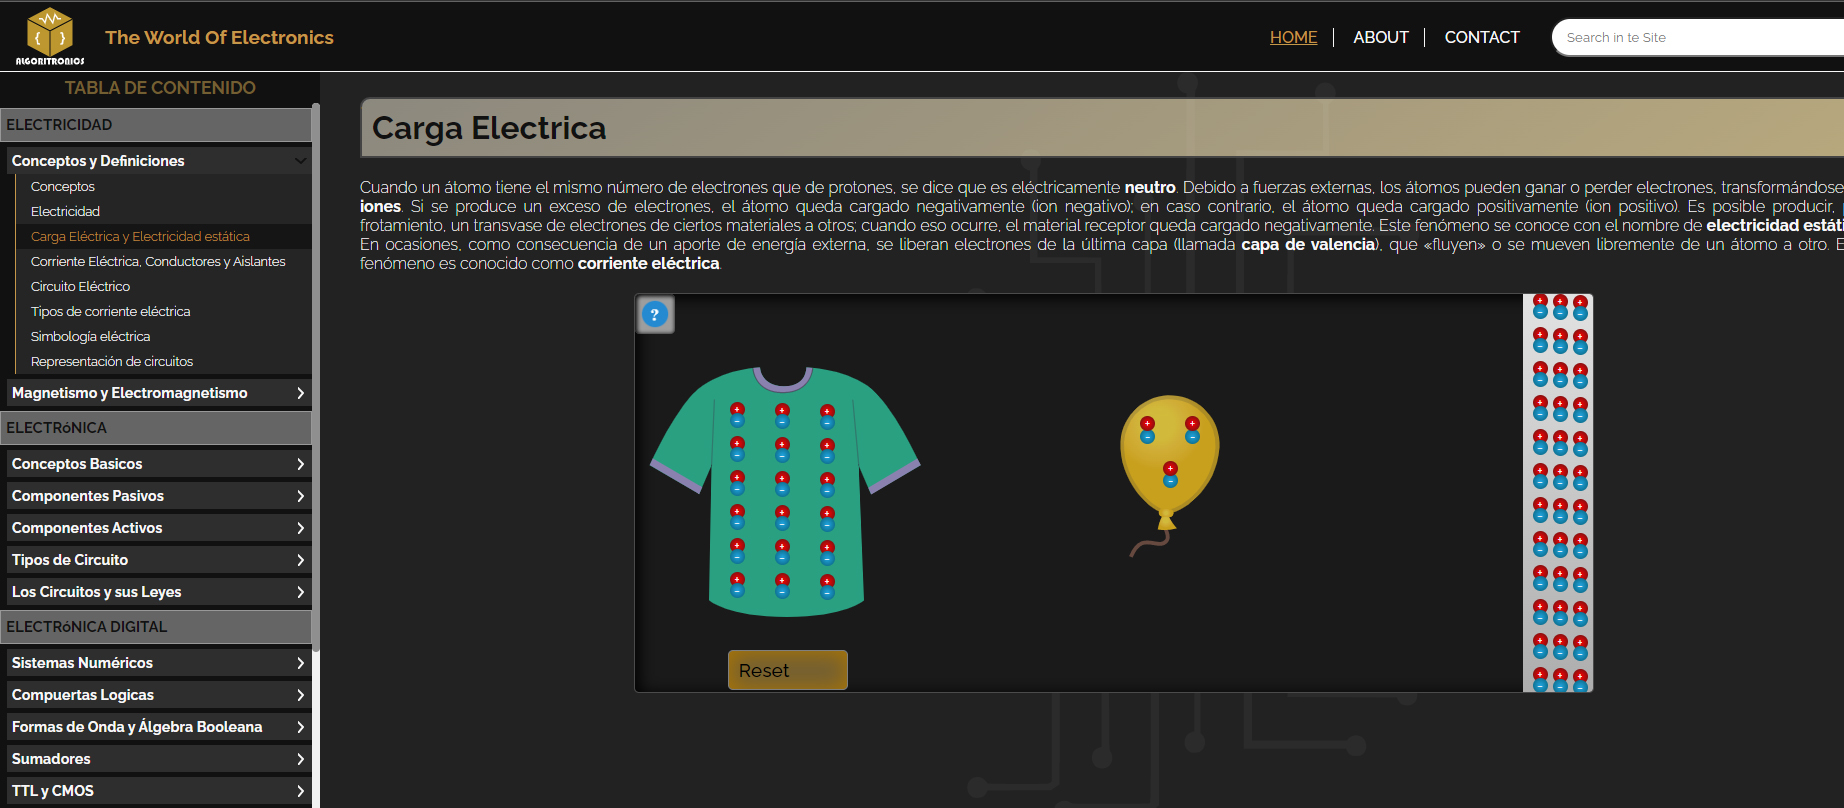 ALGORITRONICS
The World Of Electronics
HOME
ABOUT
CONTACT
Search in te Site
TABLA DE CONTENIDO
ELECTRICIDAD
Conceptos y Definiciones
Conceptos
Electricidad
Carga Eléctrica y Electricidad estática
Corriente Eléctrica, Conductores y Aislantes
Circuito Eléctrico
Tipos de corriente eléctrica
Simbología eléctrica
Representación de circuitos
Magnetismo y Electromagnetismo
ELECTRóNICA
Conceptos Basicos
Componentes Pasivos
Componentes Activos
Tipos de Circuito
Los Circuitos y sus Leyes
ELECTRóNICA DIGITAL
Sistemas Numéricos
Compuertas Logicas
Formas de Onda y Álgebra Booleana
Sumadores
TTL y CMOS
Carga Electrica
Cuando un átomo tiene el mismo número de electrones que de protones, se dice que es eléctricamente neutro. Debido a fuerzas externas, los átomos pueden ganar o perder electrones, transformándose
iones. Si se produce un exceso de electrones, el átomo queda cargado negativamente (ion negativo); en caso contrario, el átomo queda cargado positivamente (ion positivo). Es posible producir,
frotamiento, un transvase de electrones de ciertos materiales a otros; cuando eso ocurre, el material receptor queda cargado negativamente. Este fenómeno se conoce con el nombre de electricidad estáti
En ocasiones, como consecuencia de un aporte de energía externa, se liberan electrones de la última capa (llamada capa de valencia), que «fluyen» o se mueven libremente de un átomo a otro. E
fenómeno es conocido como corriente eléctrica.
?
Reset